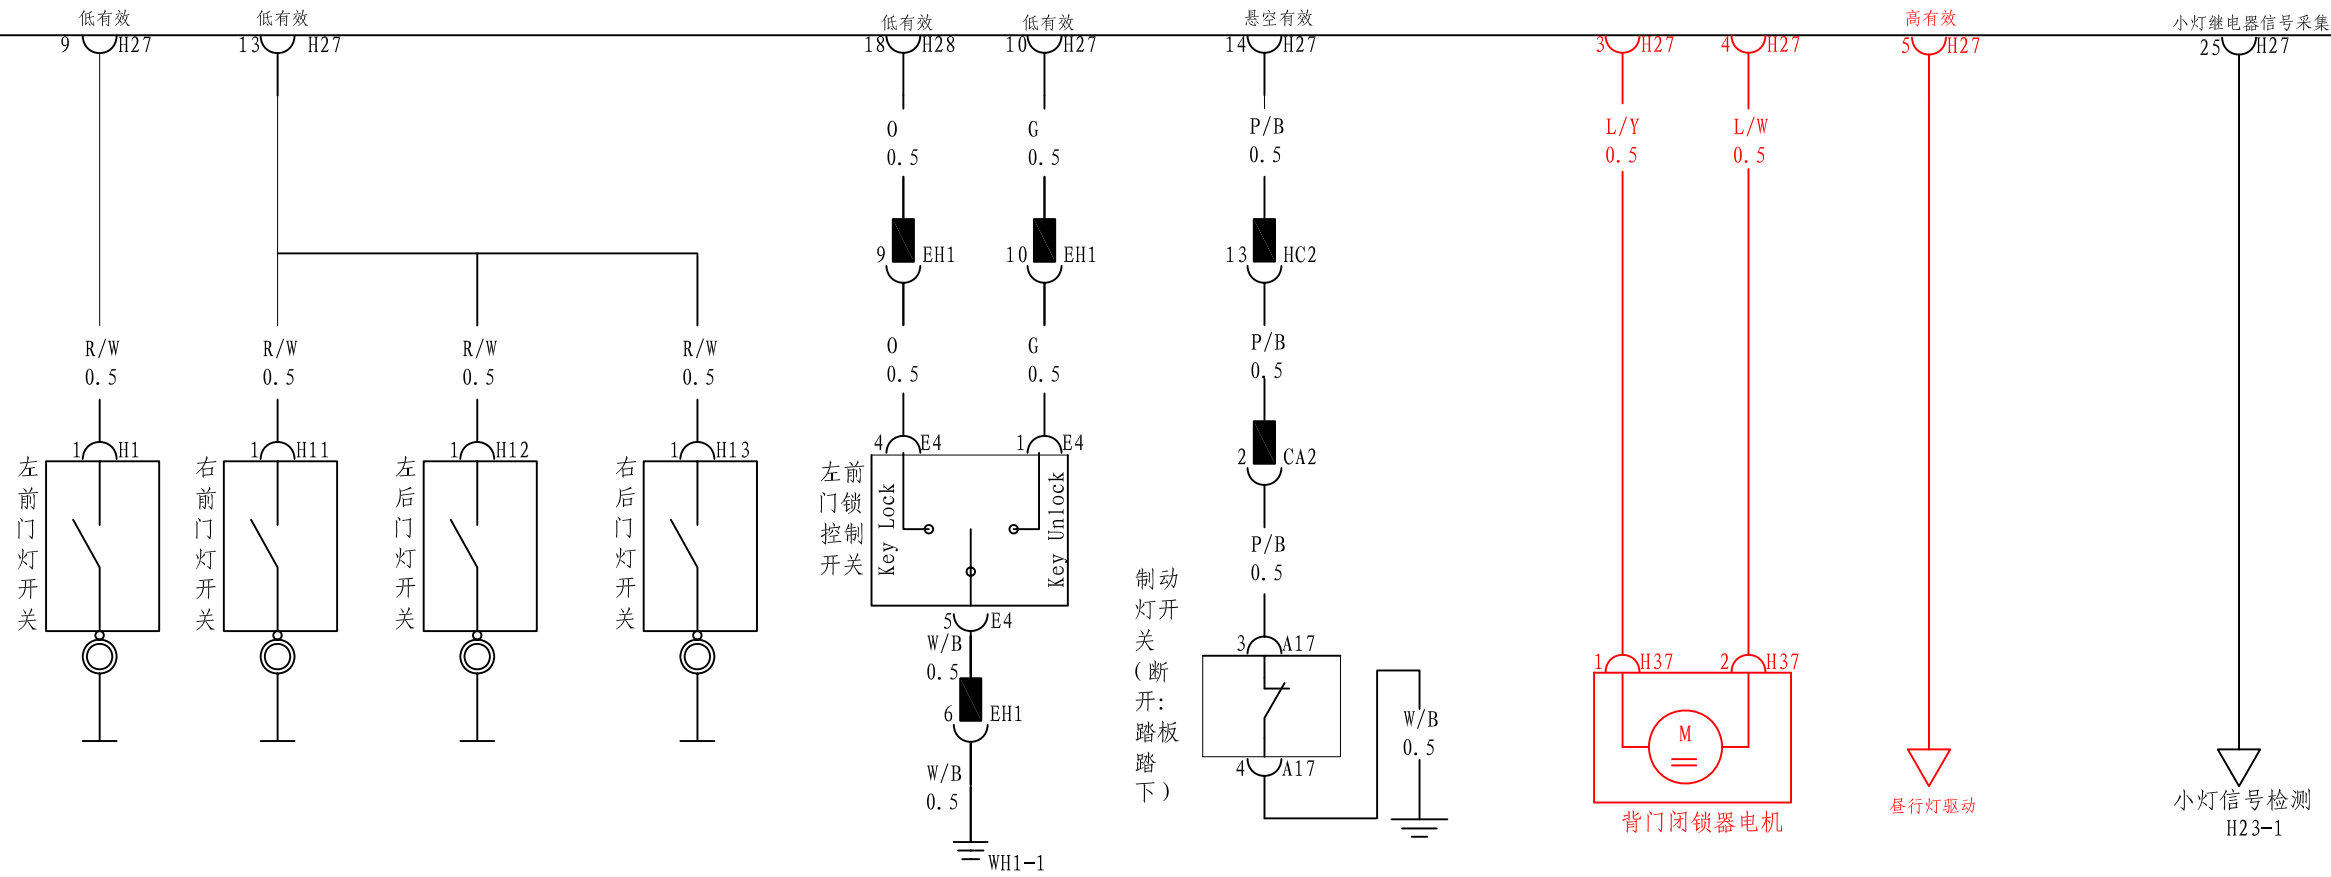 低有效
低有效
低有效
低有效
悬空有效
高有效
小灯继电器信号采集
9 H27
13 H27
18 H28
10 H27
14 H27
3 H27
4 H27
5 H27
25 H27
O
0.5
G
0.5
P/B
0.5
L/Y
0.5
L/W
0.5
9 EH1
10 EH1
13 HC2
R/W
0.5
R/W
0.5
R/W
0.5
R/W
0.5
O
0.5
G
0.5
P/B
0.5
1 H1
1 H11
1 H12
1 H13
4 E4
1 E4
2 CA2
左前门灯开关
右前门灯开关
左后门灯开关
右后门灯开关
左前
门锁
控制
开关
Key Lock
Key Unlock
P/B
0.5
制动
灯开
关
(断
开:
踏板
踏
下)
5 E4
W/B
0.5
6 EH1
W/B
0.5
WH1-1
3 A17
4 A17
W/B
0.5
1 H37
2 H37
M
背门闭锁器电机
昼行灯驱动
小灯信号检测
H23-1